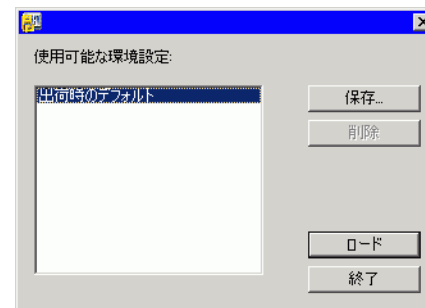 使用可能な環境設定:
出荷時のデフォルト
保存...
削除
ロード
終了